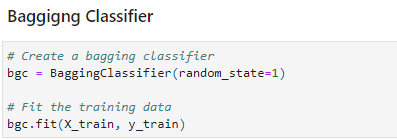 Baggigng Classifier
# Create a bagging classifier
bgc = BaggingClassifier(random_state=1)
# Fit the training data
bgc.fit(X_train, y_train)